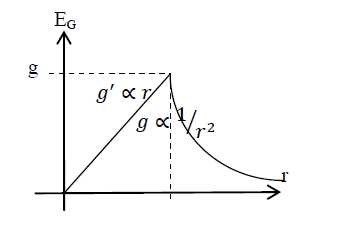 E_G
g
g′ ∝ r
g ∝ 1/r²
r